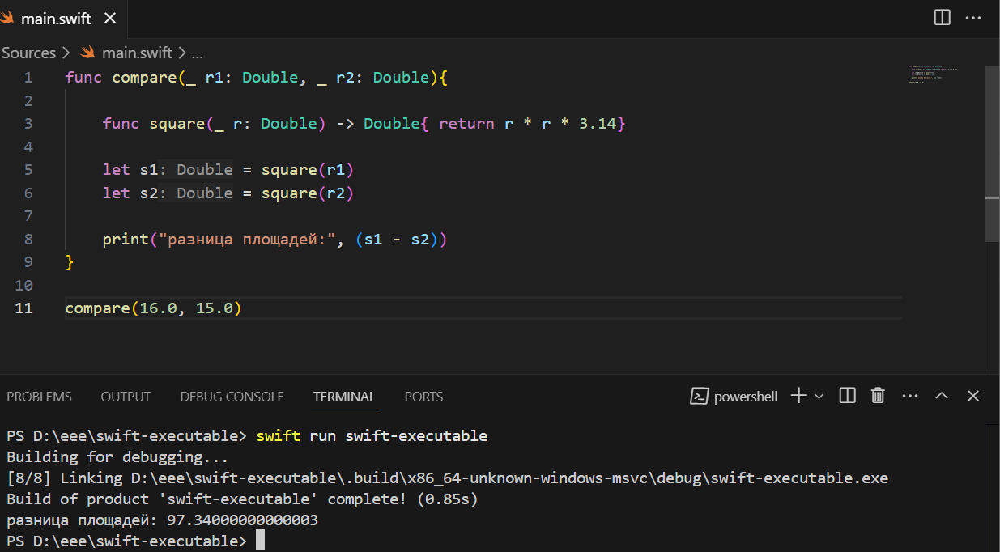 main.swift
Sources > main.swift > ...
1 func compare(_ r1: Double, _ r2: Double){
2
3 func square(_ r: Double) -> Double{ return r * r * 3.14}
4
5 let s1: Double = square(r1)
6 let s2: Double = square(r2)
7
8 print("разница площадей:", (s1 - s2))
9 }
10
11 compare(16.0, 15.0)
PROBLEMS OUTPUT DEBUG CONSOLE TERMINAL PORTS powershell
PS D:\eee\swift-executable> swift run swift-executable
Building for debugging...
[8/8] Linking D:\eee\swift-executable\.build\x86_64-unknown-windows-msvc\debug\swift-executable.exe
Build of product 'swift-executable' complete! (0.85s)
разница площадей: 97.34000000000003
PS D:\eee\swift-executable>